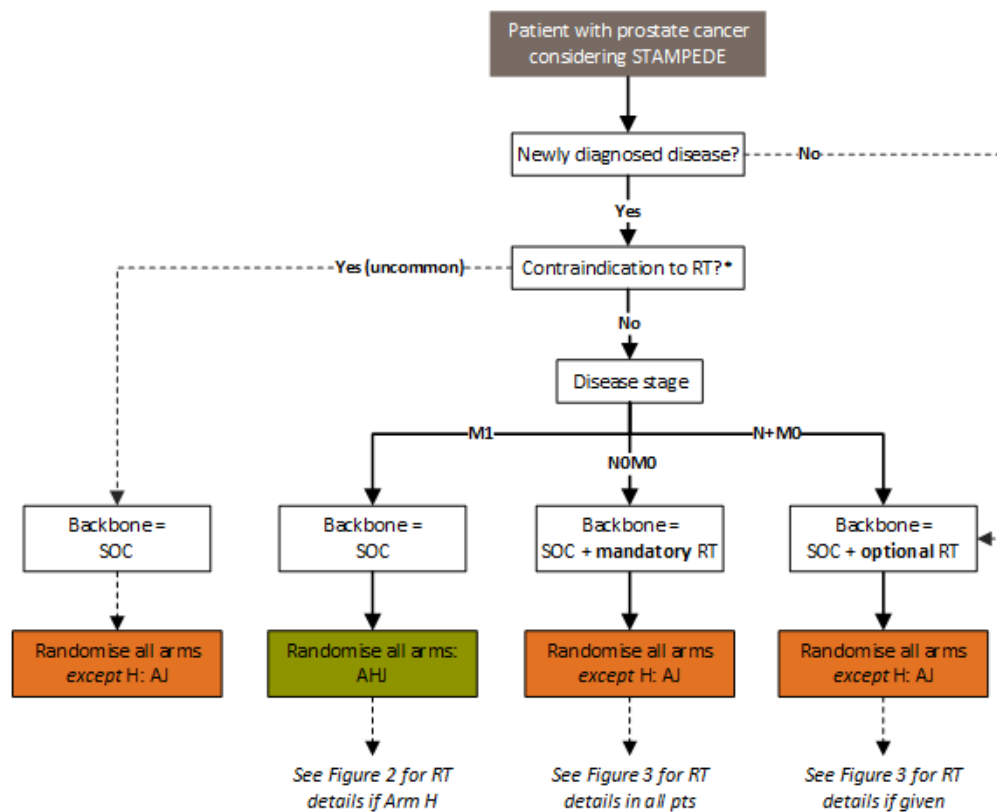 Patient with prostate cancer
considering STAMPEDE
Newly diagnosed disease?
No
Yes
Yes (uncommon)
Contraindication to RT?*
No
Disease stage
M1
N+M0
N0M0
Backbone =
SOC
Backbone =
SOC
Backbone =
SOC + mandatory RT
Backbone =
SOC + optional RT
Randomise all arms
except H: AJ
Randomise all arms:
AHJ
Randomise all arms
except H: AJ
Randomise all arms
except H: AJ
See Figure 2 for RT
details if Arm H
See Figure 3 for RT
details in all pts
See Figure 3 for RT
details if given